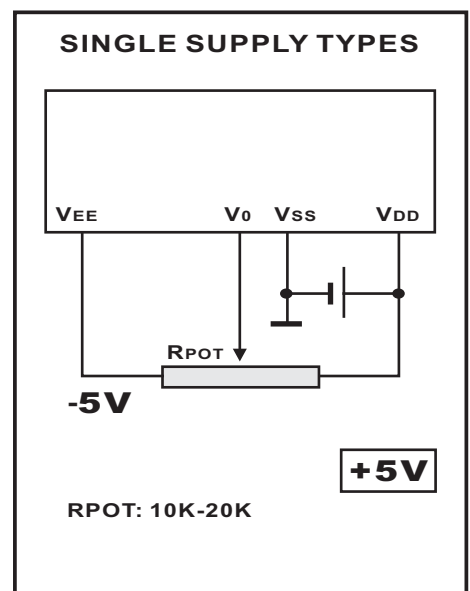 SINGLE SUPPLY TYPES
VEE V0 VSS VDD
RPOT
-5V
+5V
RPOT: 10K-20K